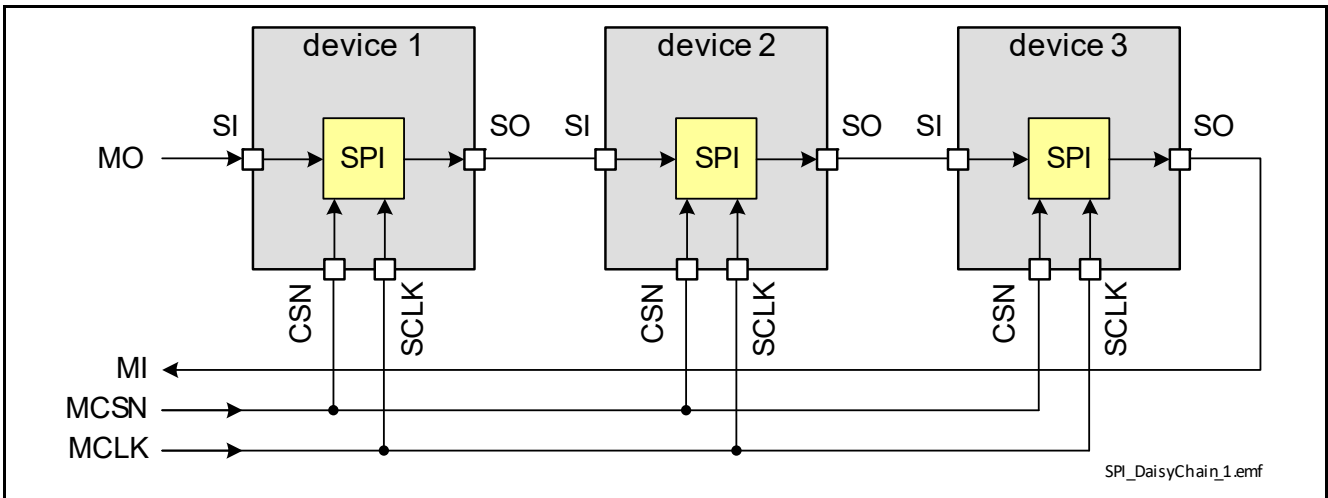 device 1
device 2
device 3
SI
SO
SI
SO
SI
SO
MO
SPI
SPI
SPI
CSN
SCLK
CSN
SCLK
CSN
SCLK
MI
MCSN
MCLK
SPI_DaisyChain_1.emf